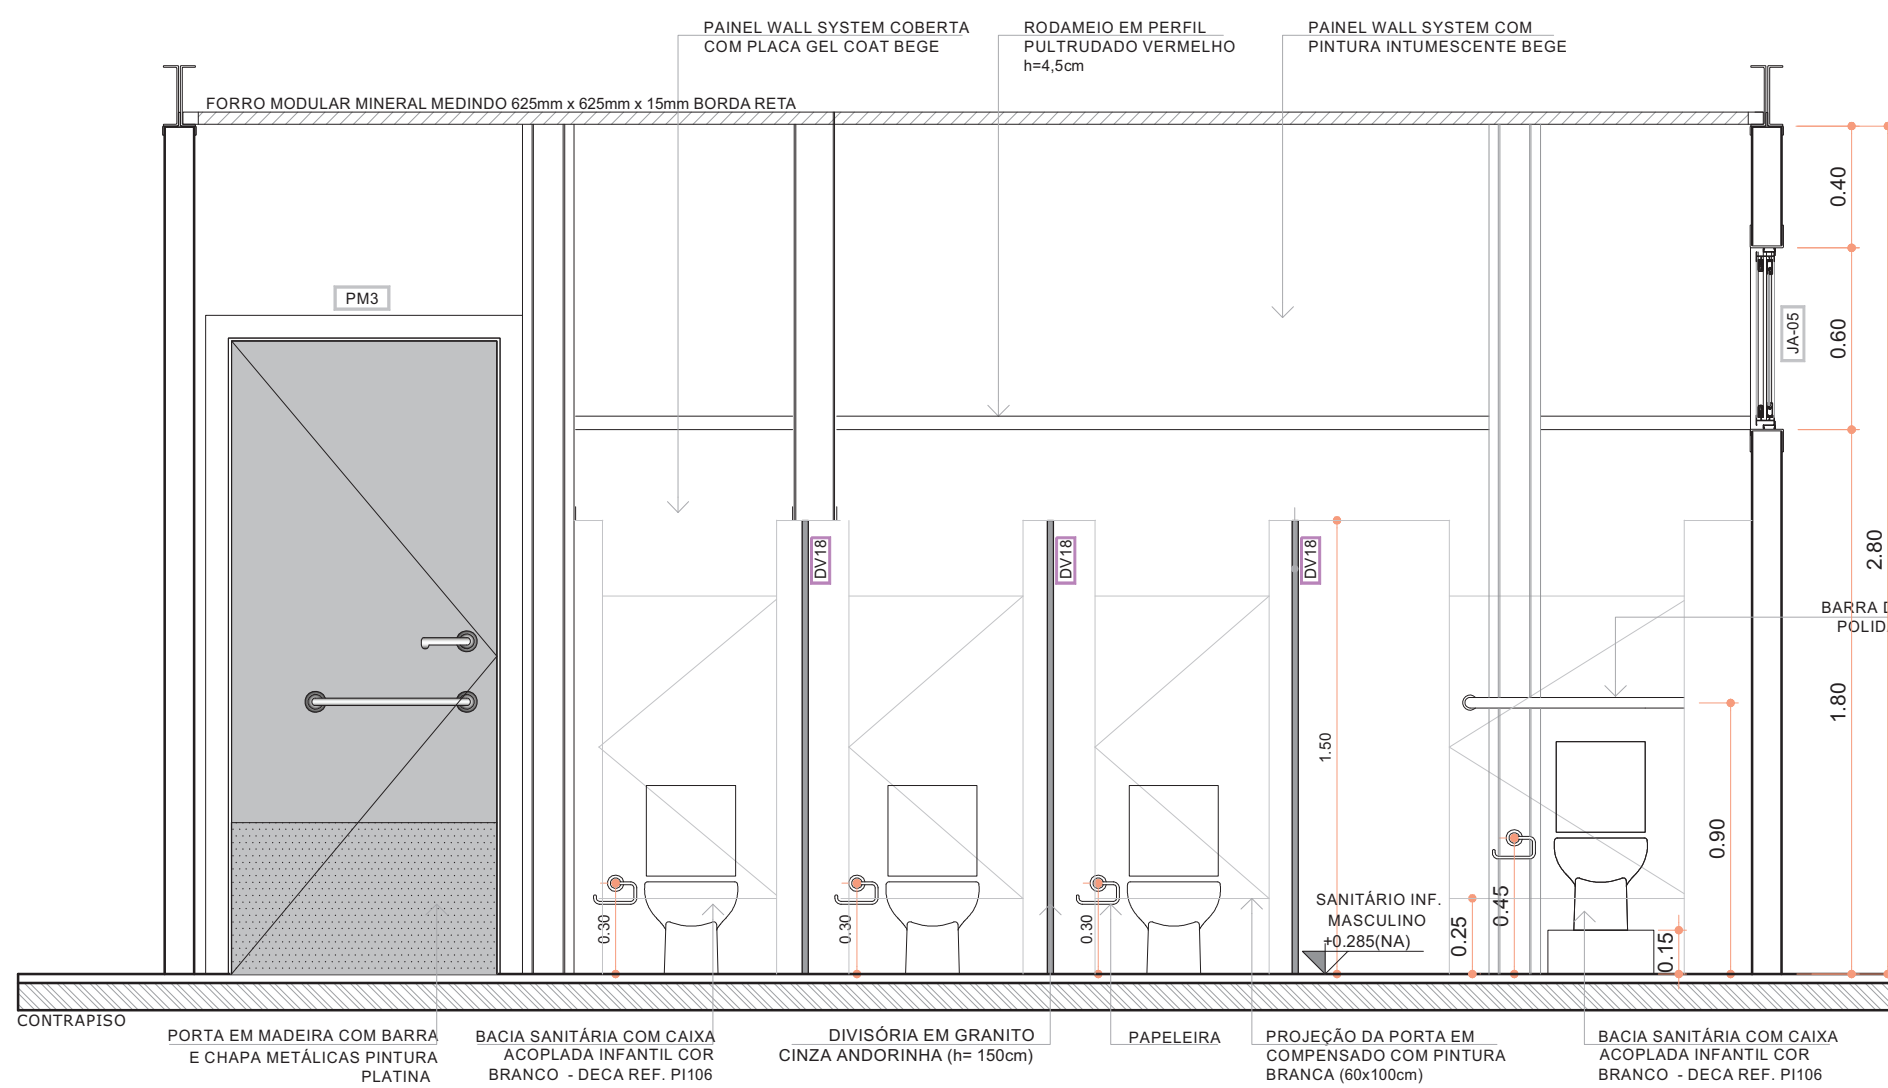 PAINEL WALL SYSTEM COBERTA
COM PLACA GEL COAT BEGE
RODAMEIO EM PERFIL
PULTRUDADO VERMELHO
h=4,5cm
PAINEL WALL SYSTEM COM
PINTURA INTUMESCENTE BEGE
FORRO MODULAR MINERAL MEDINDO 625mm x 625mm x 15mm BORDA RETA
0.40
PM3
JA-05
0.60
2.80
DV18
DV18
DV18
BARRA D
POLID
1.80
1.50
0.90
0.30
0.30
0.30
SANITÁRIO INF.
MASCULINO
+0.285(NA)
0.25
0.45
0.15
CONTRAPISO
PORTA EM MADEIRA COM BARRA
E CHAPA METÁLICAS PINTURA
PLATINA
BACIA SANITÁRIA COM CAIXA
ACOPLADA INFANTIL COR
BRANCO - DECA REF. PI106
DIVISÓRIA EM GRANITO
CINZA ANDORINHA (h= 150cm)
PAPELEIRA
PROJEÇÃO DA PORTA EM
COMPENSADO COM PINTURA
BRANCA (60x100cm)
BACIA SANITÁRIA COM CAIXA
ACOPLADA INFANTIL COR
BRANCO - DECA REF. PI106